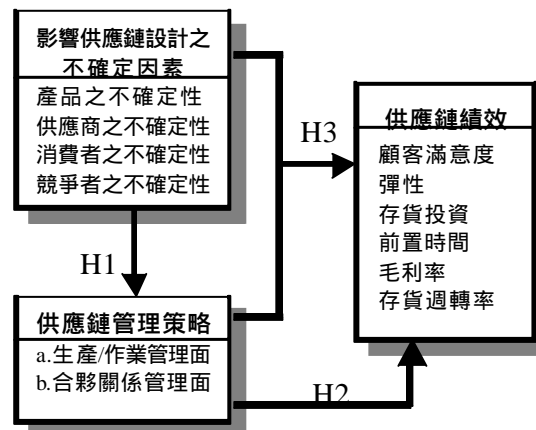 影響供應鏈設計之
不確定因素
產品之不確定性
供應商之不確定性
消費者之不確定性
競爭者之不確定性
H1
供應鏈管理策略
a.生產/作業管理面
b.合夥關係管理面
H3
H2
供應鏈績效
顧客滿意度
彈性
存貨投資
前置時間
毛利率
存貨週轉率